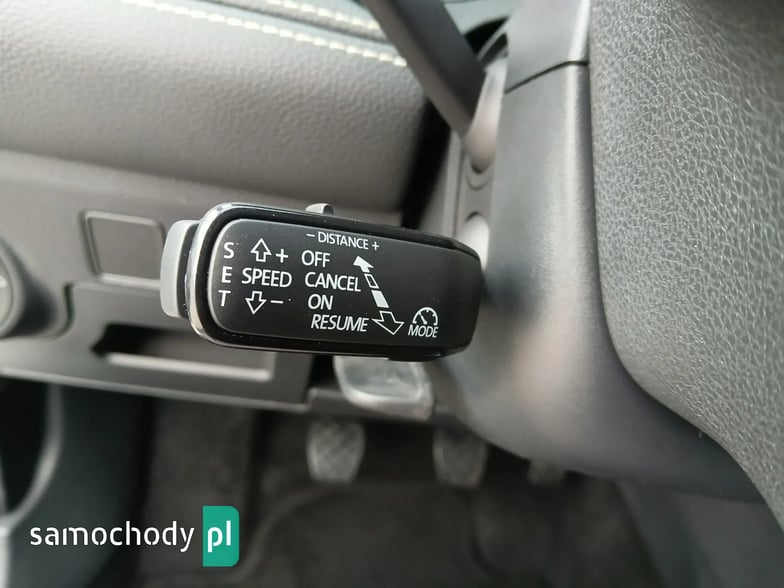 − DISTANCE +
S + OFF
E SPEED CANCEL
T − ON
RESUME
MODE
samochody pl